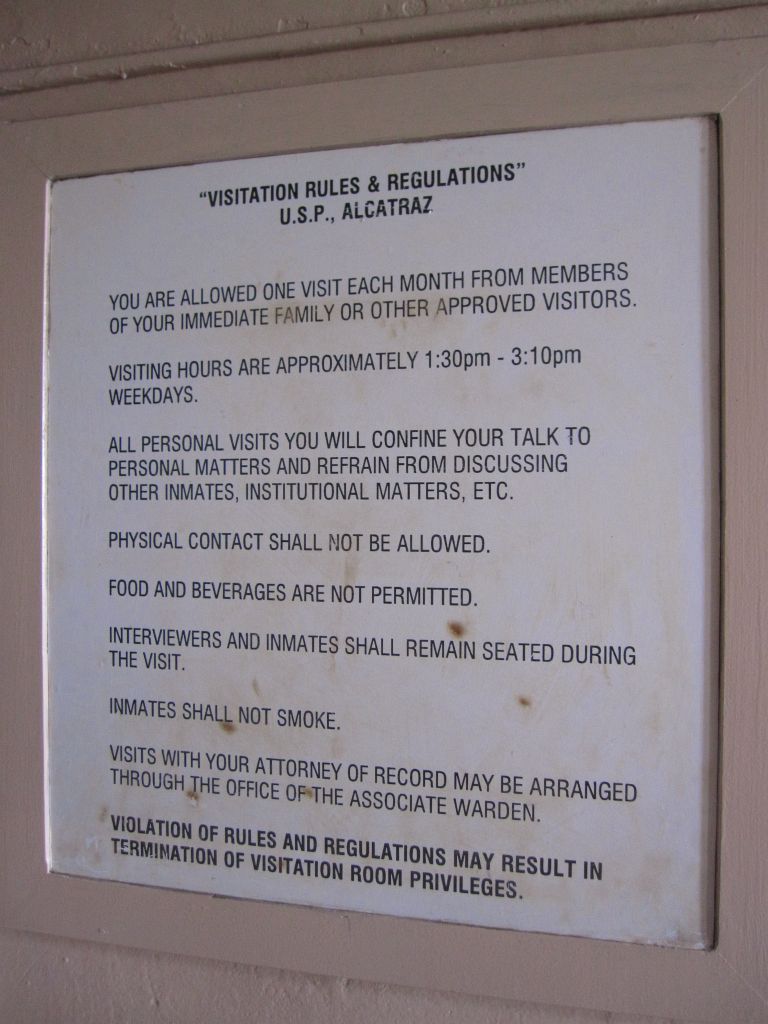 "VISITATION RULES & REGULATIONS"
U.S.P., ALCATRAZ
YOU ARE ALLOWED ONE VISIT EACH MONTH FROM MEMBERS
OF YOUR IMMEDIATE FAMILY OR OTHER APPROVED VISITORS.
VISITING HOURS ARE APPROXIMATELY 1:30pm - 3:10pm
WEEKDAYS.
ALL PERSONAL VISITS YOU WILL CONFINE YOUR TALK TO
PERSONAL MATTERS AND REFRAIN FROM DISCUSSING
OTHER INMATES, INSTITUTIONAL MATTERS, ETC.
PHYSICAL CONTACT SHALL NOT BE ALLOWED.
FOOD AND BEVERAGES ARE NOT PERMITTED.
INTERVIEWERS AND INMATES SHALL REMAIN SEATED DURING
THE VISIT.
INMATES SHALL NOT SMOKE.
VISITS WITH YOUR ATTORNEY OF RECORD MAY BE ARRANGED
THROUGH THE OFFICE OF THE ASSOCIATE WARDEN.
VIOLATION OF RULES AND REGULATIONS MAY RESULT IN
TERMINATION OF VISITATION ROOM PRIVILEGES.